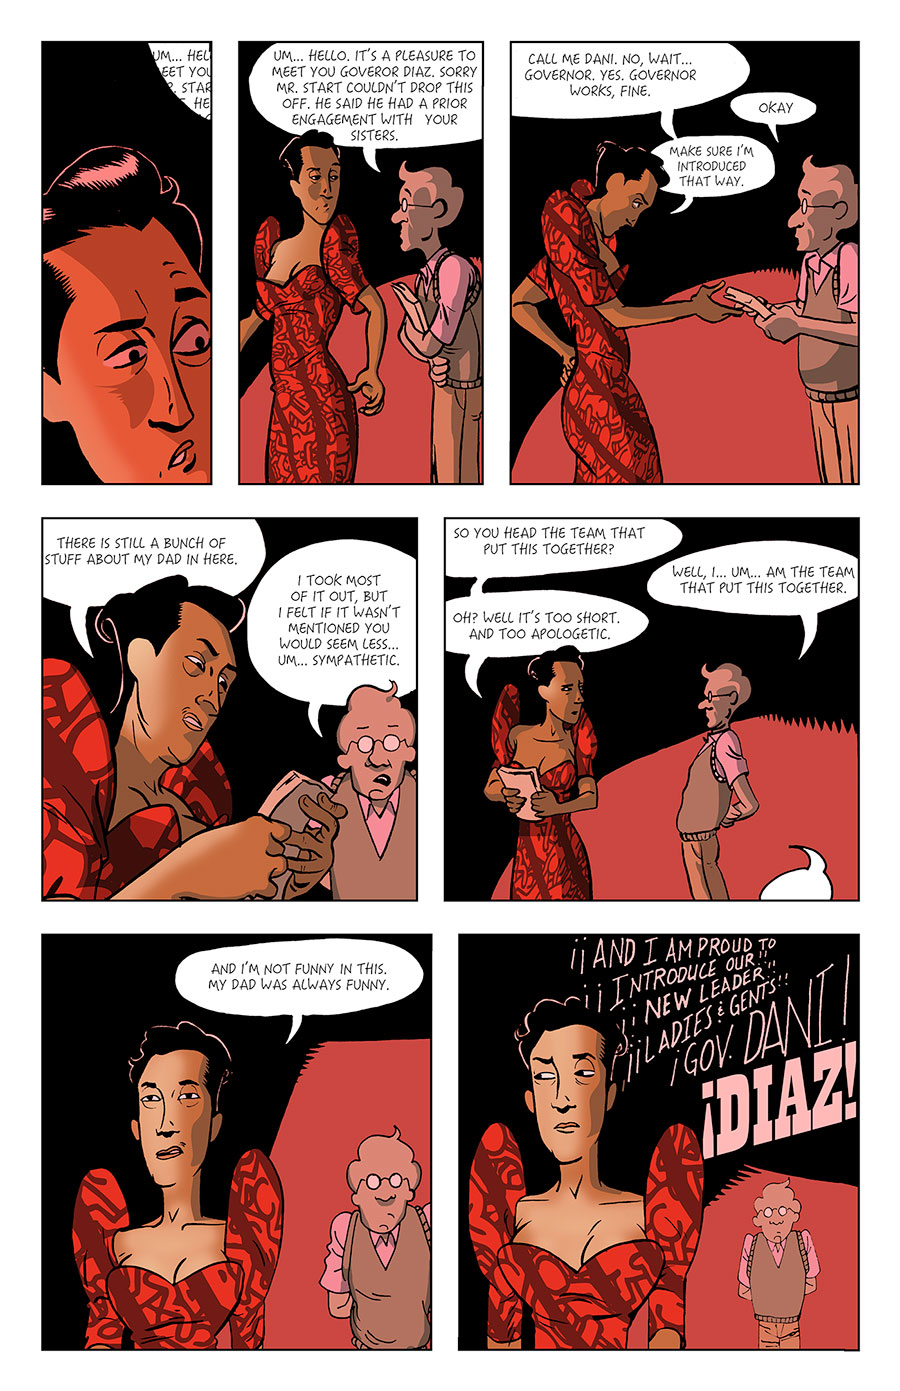 UM... HEL
EET YOU
. STAR
. HE
UM... HELLO. IT'S A PLEASURE TO
MEET YOU GOVEROR DIAZ. SORRY
MR. START COULDN'T DROP THIS
OFF. HE SAID HE HAD A PRIOR
ENGAGEMENT WITH YOUR
SISTERS.
CALL ME DANI. NO, WAIT...
GOVERNOR. YES. GOVERNOR
WORKS, FINE.
OKAY
MAKE SURE I'M
INTRODUCED
THAT WAY.
THERE IS STILL A BUNCH OF
STUFF ABOUT MY DAD IN HERE.
I TOOK MOST
OF IT OUT, BUT
I FELT IF IT WASN'T
MENTIONED YOU
WOULD SEEM LESS...
UM... SYMPATHETIC.
SO YOU HEAD THE TEAM THAT
PUT THIS TOGETHER?
WELL, I... UM... AM THE TEAM
THAT PUT THIS TOGETHER.
OH? WELL IT'S TOO SHORT.
AND TOO APOLOGETIC.
AND I'M NOT FUNNY IN THIS.
MY DAD WAS ALWAYS FUNNY.
¡¡AND I AM PROUD TO
¡¡INTRODUCE OUR!!
¡¡NEW LEADER!!
¡¡¡LADIES & GENTS!!
¡GOV. DANI!
¡DIAZ!